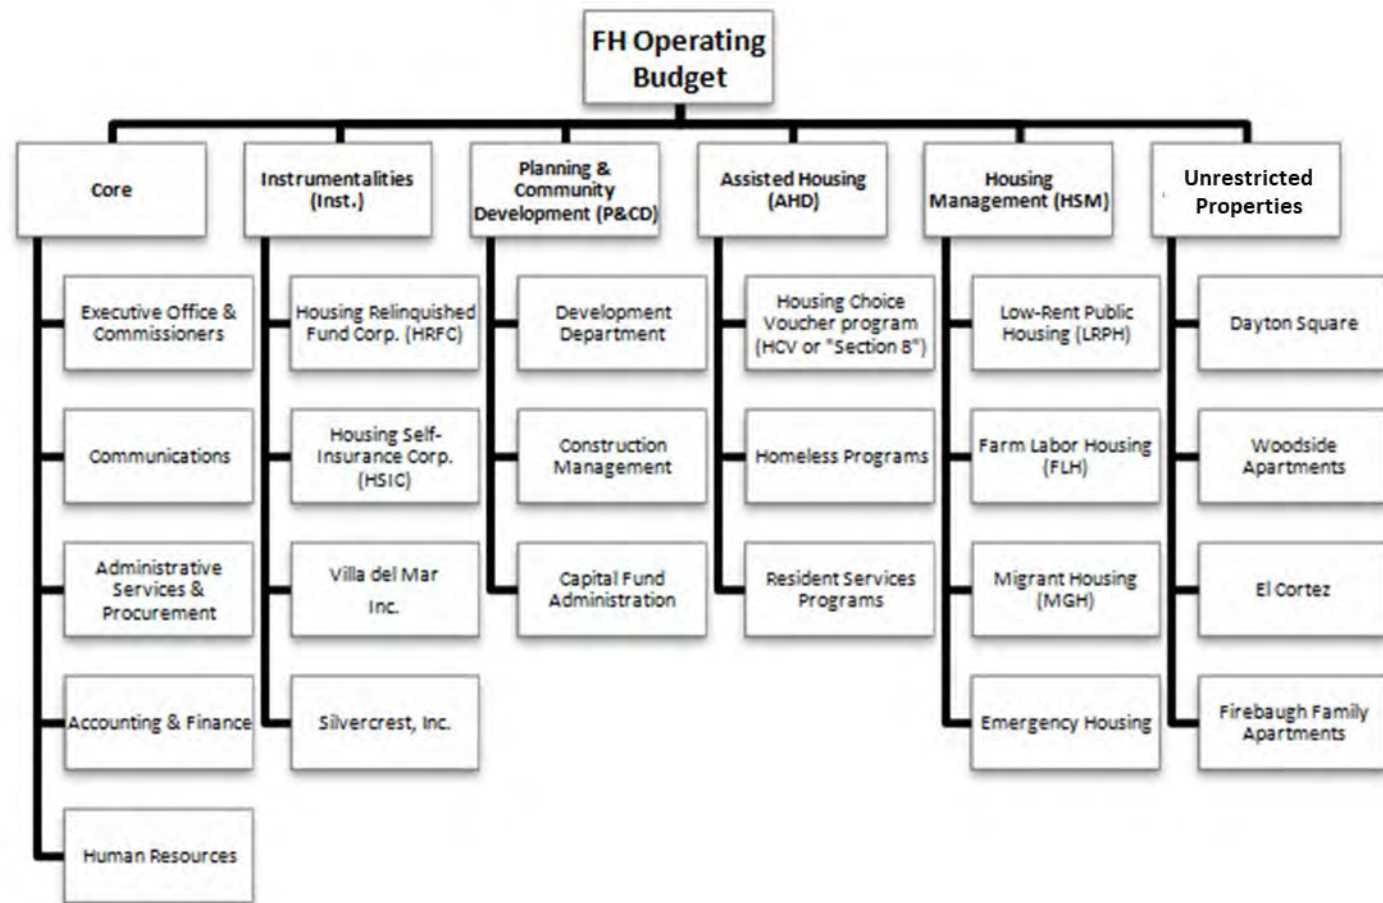 FH Operating
Budget
Core
Instrumentalities
(Inst.)
Planning &
Community
Development (P&CD)
Assisted Housing
(AHD)
Housing
Management (HSM)
Unrestricted
Properties
Executive Office &
Commissioners
Communications
Administrative
Services &
Procurement
Accounting & Finance
Human Resources
Housing Relinquished
Fund Corp. (HRFC)
Housing Self-
Insurance Corp.
(HSIC)
Villa del Mar
Inc.
Silvercrest, Inc.
Development
Department
Construction
Management
Capital Fund
Administration
Housing Choice
Voucher program
(HCV or "Section 8")
Homeless Programs
Resident Services
Programs
Low-Rent Public
Housing (LRPH)
Farm Labor Housing
(FLH)
Migrant Housing
(MGH)
Emergency Housing
Dayton Square
Woodside
Apartments
El Cortez
Firebaugh Family
Apartments